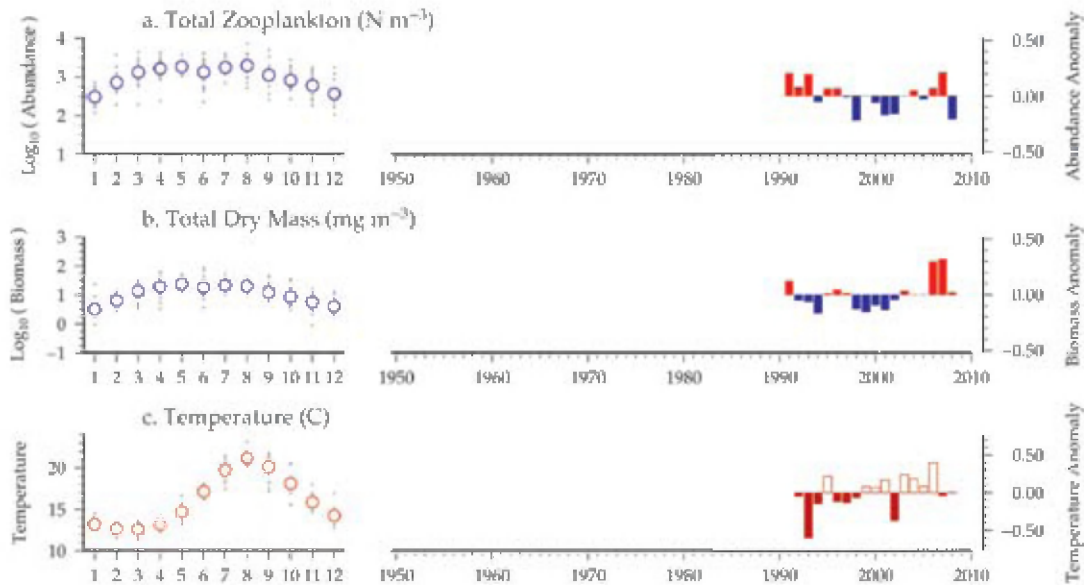 a. Total Zooplankton (N m⁻³)
Log₁₀ ( Abundance )
4
3
2
1
1 2 3 4 5 6 7 8 9 10 11 12
1950 1960 1970 1980 1990 2000 2010
0.50
0.00
−0.50
Abundance Anomaly
b. Total Dry Mass (mg m⁻³)
Log₁₀ ( Biomass )
3
2
1
0
−1
1 2 3 4 5 6 7 8 9 10 11 12
1950 1960 1970 1980 1990 2000 2010
0.50
0.00
−0.50
Biomass Anomaly
c. Temperature (C)
Temperature
20
15
10
1 2 3 4 5 6 7 8 9 10 11 12
1950 1960 1970 1980 1990 2000 2010
0.50
0.00
−0.50
Temperature Anomaly